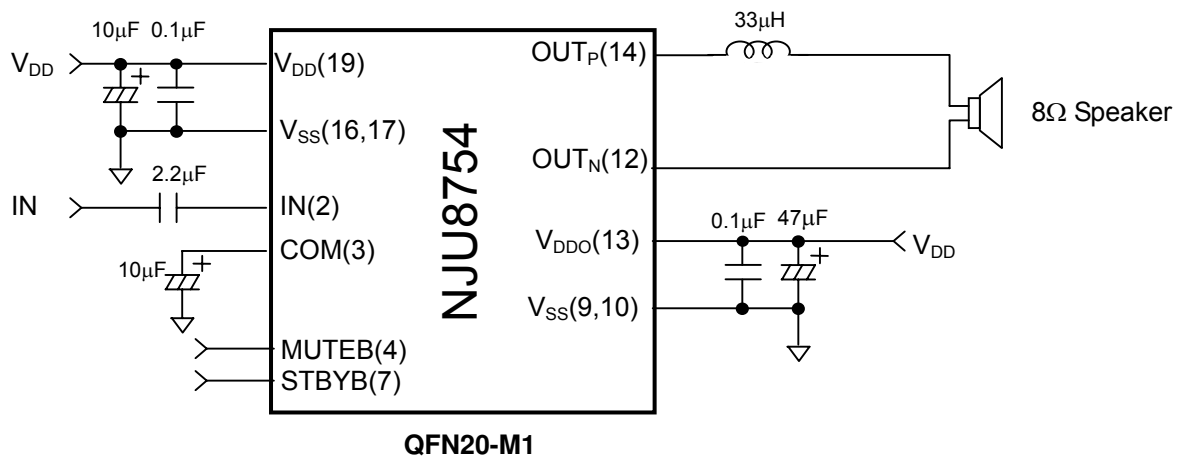 10μF 0.1μF
V_DD
V_DD(19)
V_SS(16,17)
2.2μF
IN
IN(2)
COM(3)
10μF
MUTEB(4)
STBYB(7)
NJU8754
33μH
OUT_P(14)
8Ω Speaker
OUT_N(12)
0.1μF 47μF
V_DDO(13)
V_DD
V_SS(9,10)
QFN20-M1